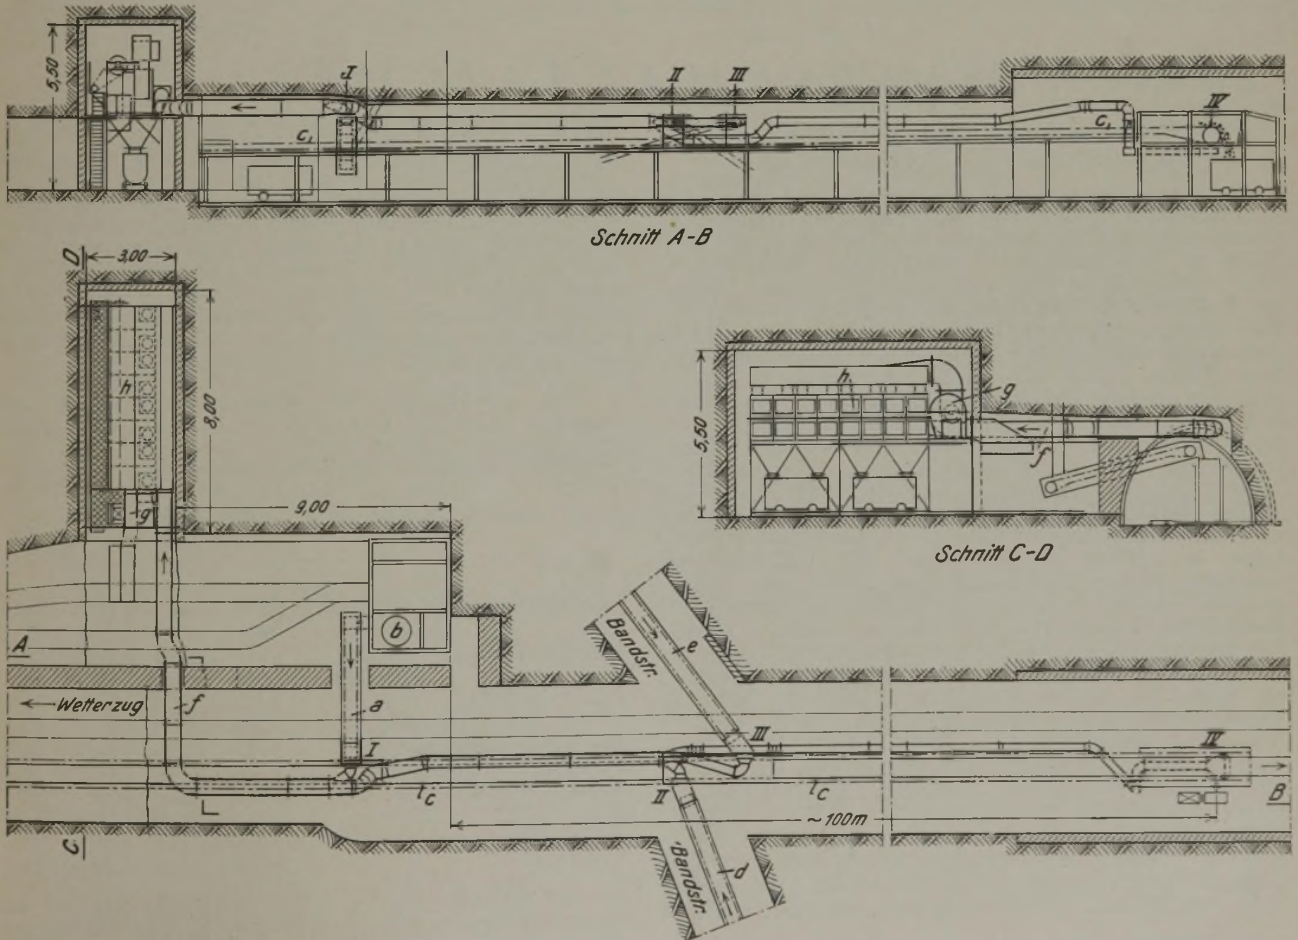 5,50
I
c₁
II
III
c₁
IV
Schnitt A-B
D
3,00
h
8,00
g
9,00
b
A
Wetterzug
f
a
I
c
C
5,50
h
g
f
Schnitt C-D
Bandstr.
e
III
II
c
IV
B
~100m
Bandstr.
d